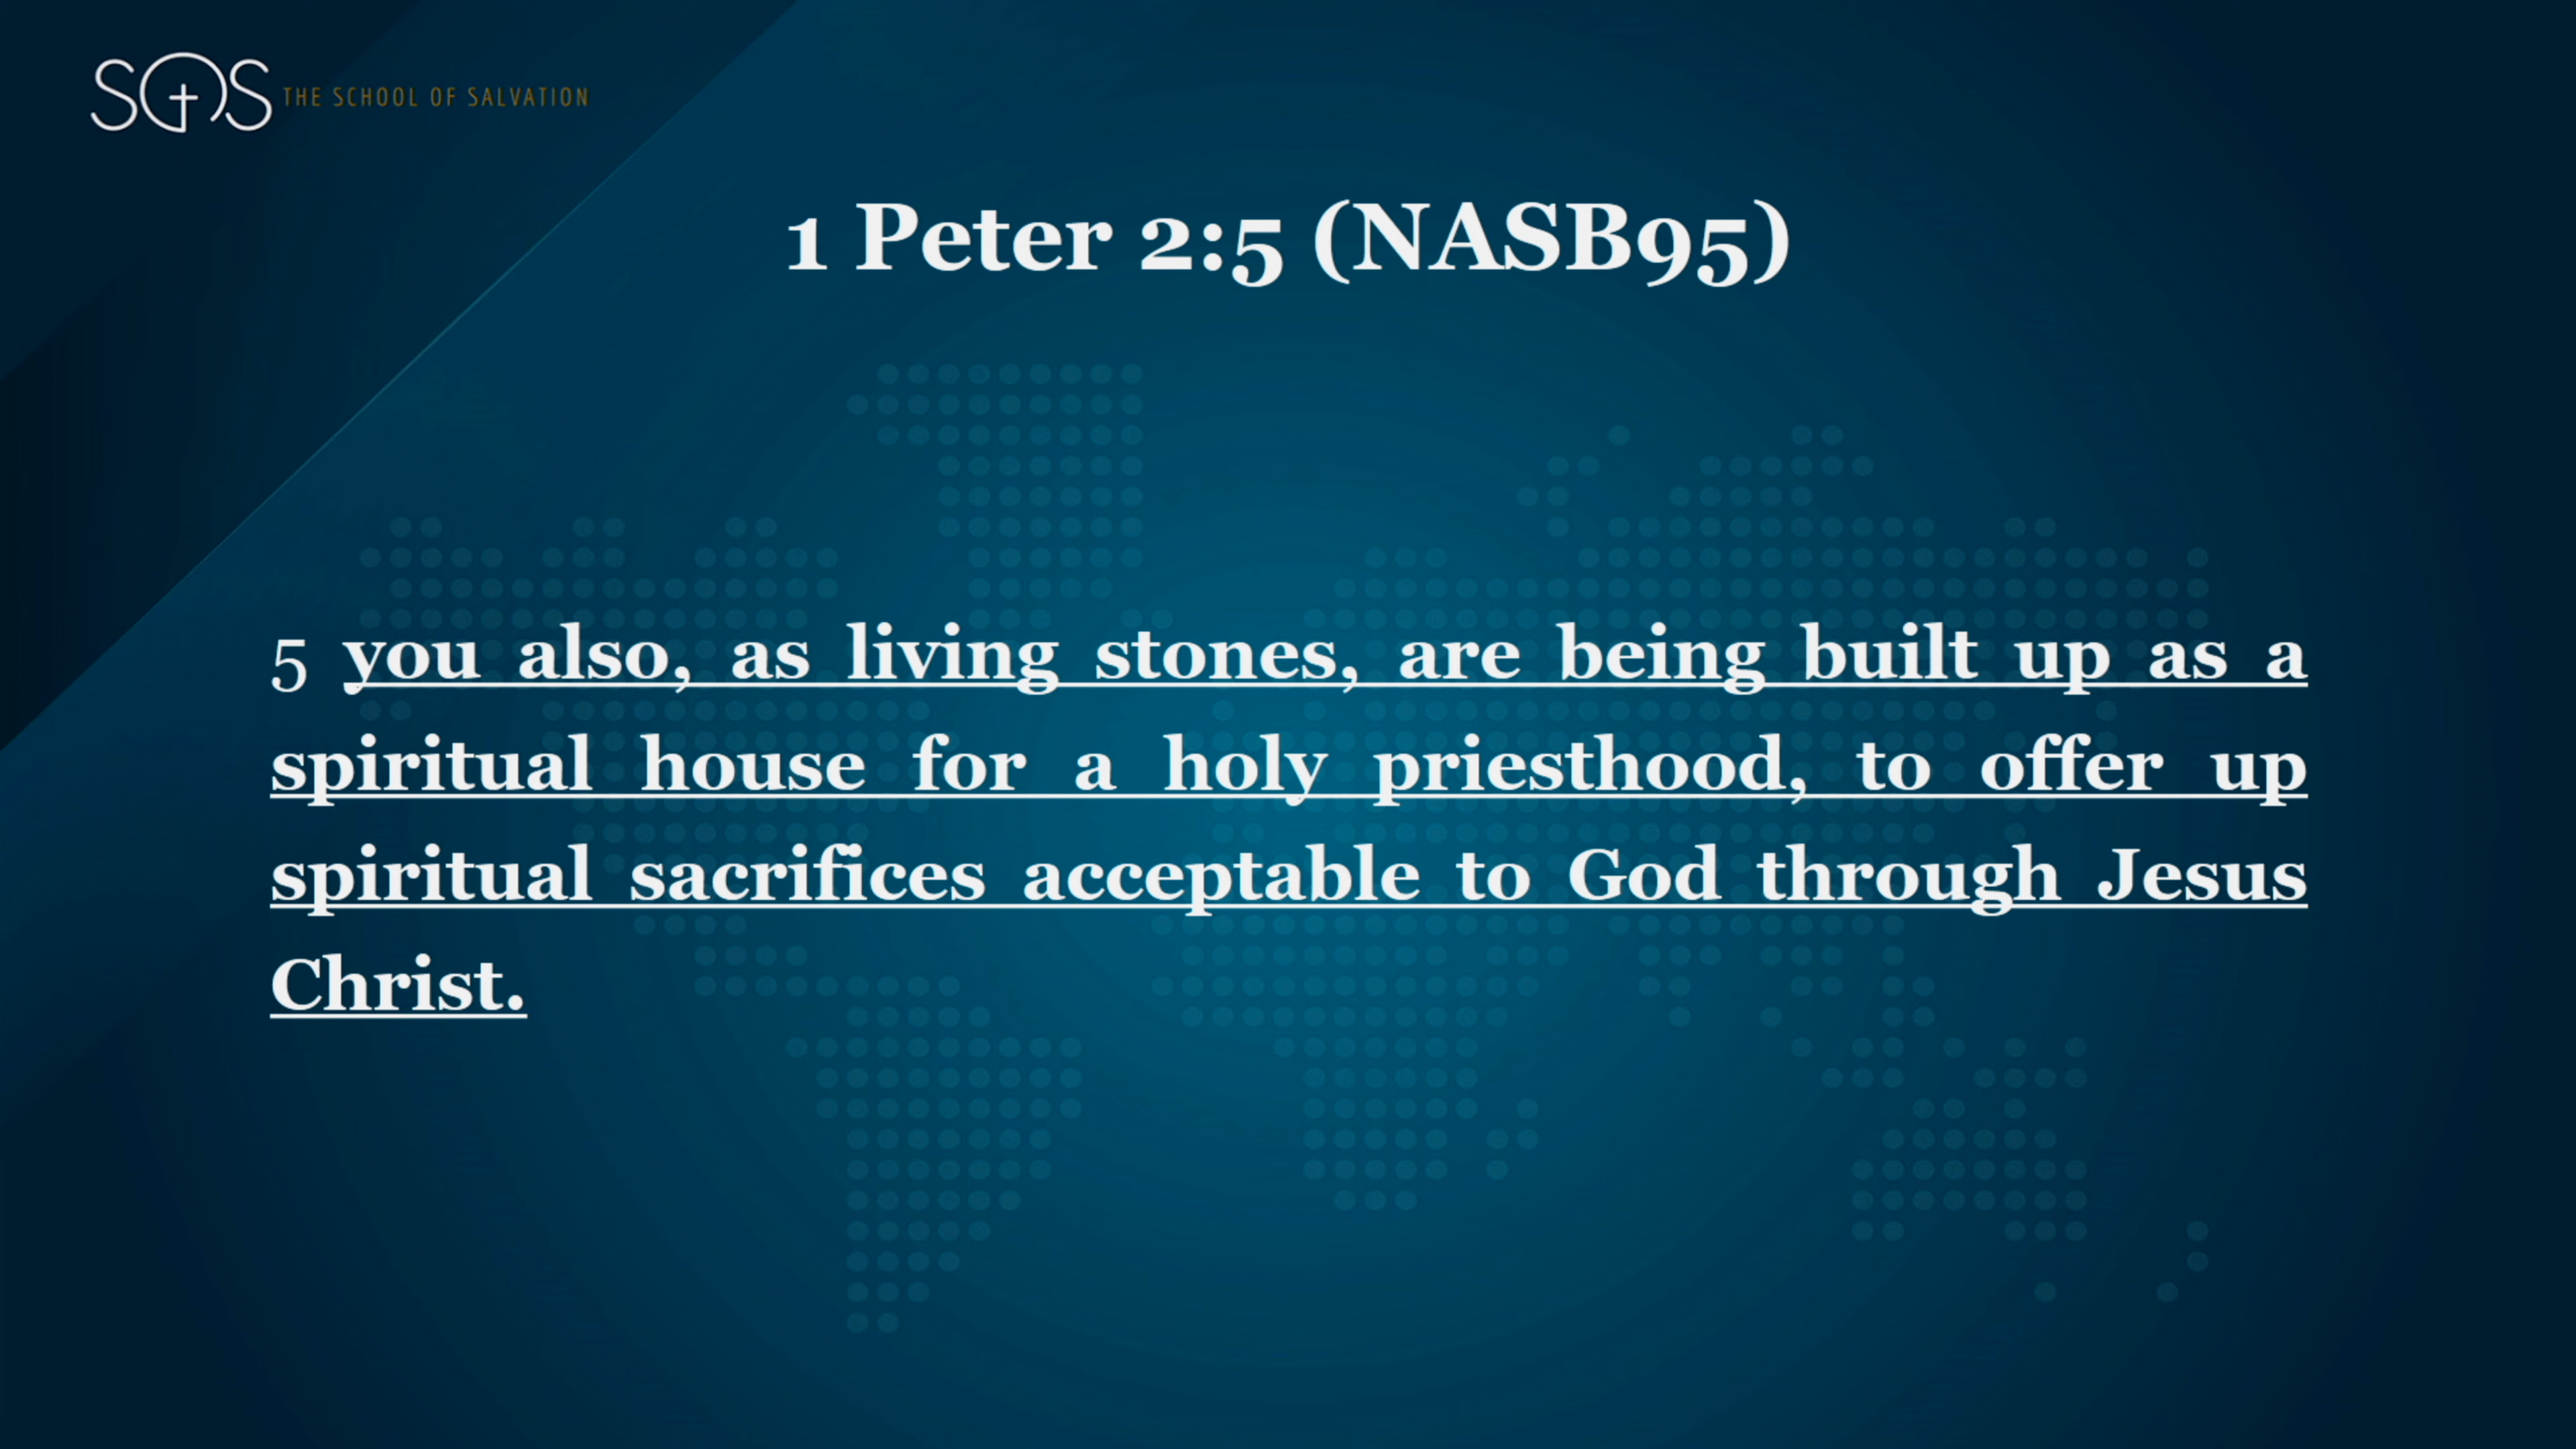 SOS THE SCHOOL OF SALVATION
1 Peter 2:5 (NASB95)
5 you also, as living stones, are being built up as a
spiritual house for a holy priesthood, to offer up
spiritual sacrifices acceptable to God through Jesus
Christ.